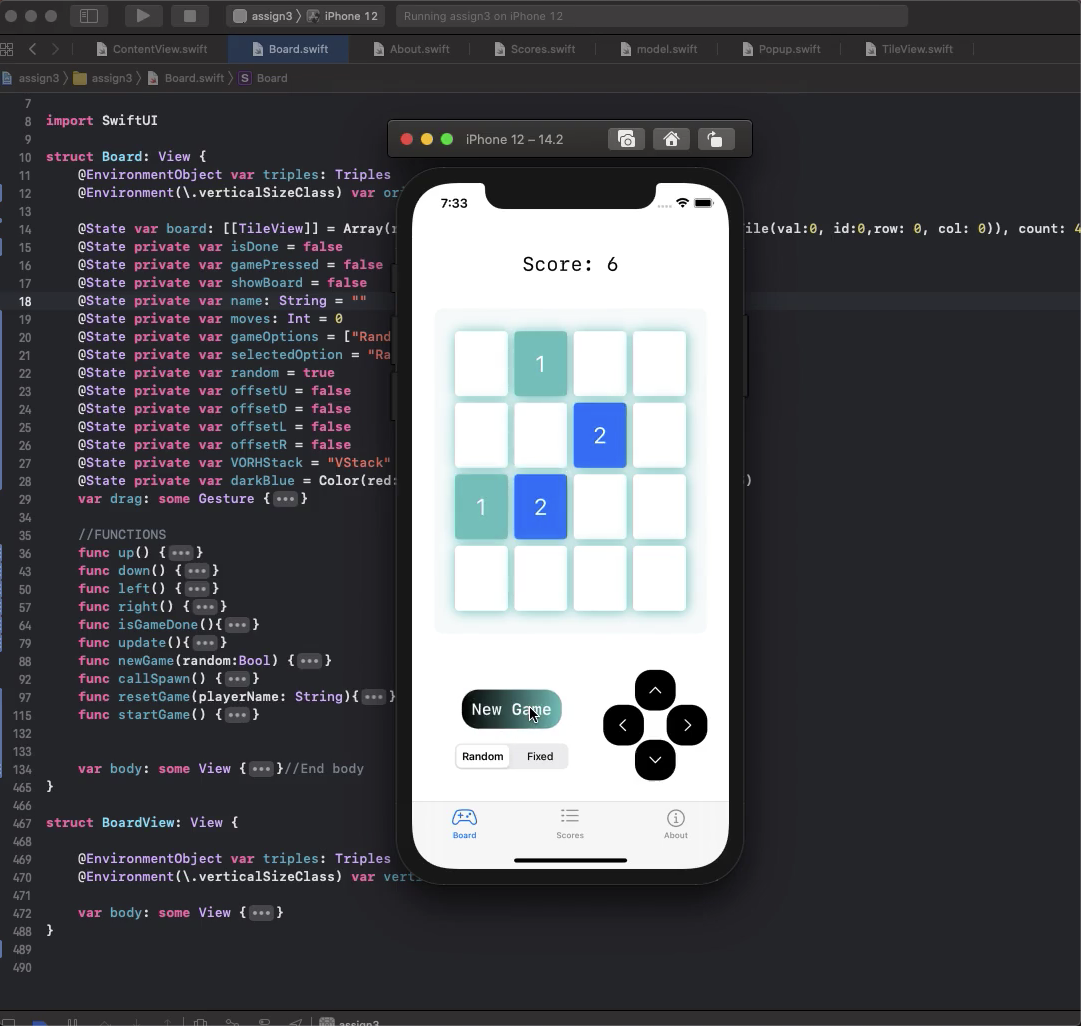 assign3 〉 iPhone 12
Running assign3 on iPhone 12
ContentView.swift
Board.swift
About.swift
Scores.swift
model.swift
Popup.swift
TileView.swift
assign3 〉 assign3 〉 Board.swift 〉 S Board
7
8 import SwiftUI
9
10 struct Board: View {
11 @EnvironmentObject var triples: Triples
12 @Environment(\.verticalSizeClass) var
13
14 @State var board: [[TileView]] = Array( ile(val:0, id:0,row: 0, col: 0)), count: 4
15 @State private var isDone = false
16 @State private var gamePressed = false
17 @State private var showBoard = false
18 @State private var name: String = ""
19 @State private var moves: Int = 0
20 @State private var gameOptions = ["Rand
21 @State private var selectedOption = "Ra
22 @State private var random = true
23 @State private var offsetU = false
24 @State private var offsetD = false
25 @State private var offsetL = false
26 @State private var offsetR = false
27 @State private var VORHStack = "VStack"
28 @State private var darkBlue = Color(red: )
29 var drag: some Gesture {•••}
34
35 //FUNCTIONS
36 func up() {•••}
43 func down() {•••}
50 func left() {•••}
57 func right() {•••}
64 func isGameDone(){•••}
79 func update(){•••}
88 func newGame(random:Bool) {•••}
92 func callSpawn() {•••}
97 func resetGame(playerName: String){•••}
115 func startGame() {•••}
132
133
134 var body: some View {•••}//End body
465 }
466
467 struct BoardView: View {
468
469 @EnvironmentObject var triples: Triples
470 @Environment(\.verticalSizeClass) var vert
471
472 var body: some View {•••}
488 }
489
490
iPhone 12 – 14.2
7:33
Score: 6
1
2
1 2
New Game
Random Fixed
Board Scores About
assign3